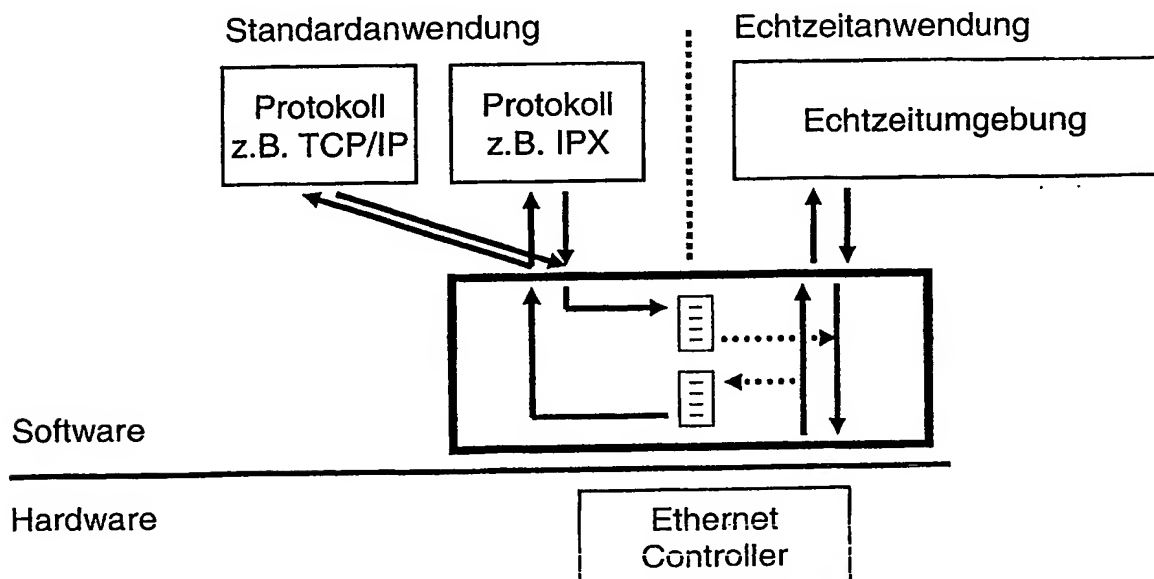 Standardanwendung
Echtzeitanwendung
Protokoll
z.B. TCP/IP
Protokoll
z.B. IPX
Echtzeitumgebung
Software
Hardware
Ethernet
Controller